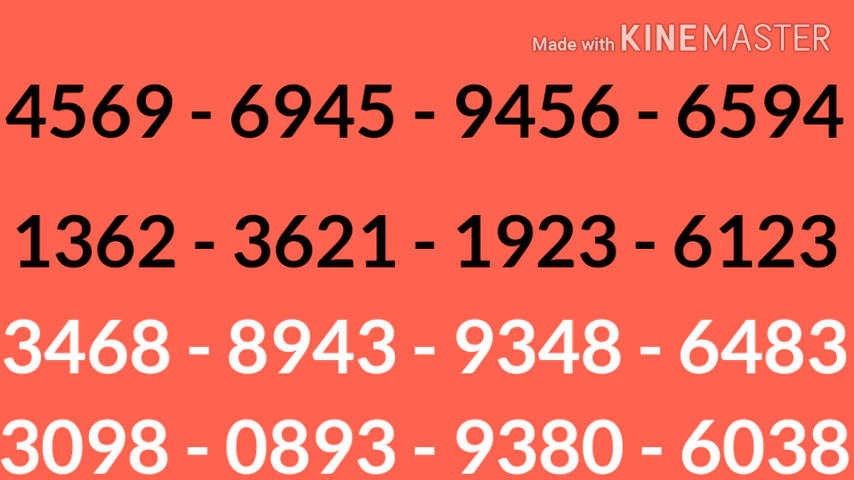 Made with KINEMASTER
4569 - 6945 - 9456 - 6594
1362 - 3621 - 1923 - 6123
3468 - 8943 - 9348 - 6483
3098 - 0893 - 9380 - 6038